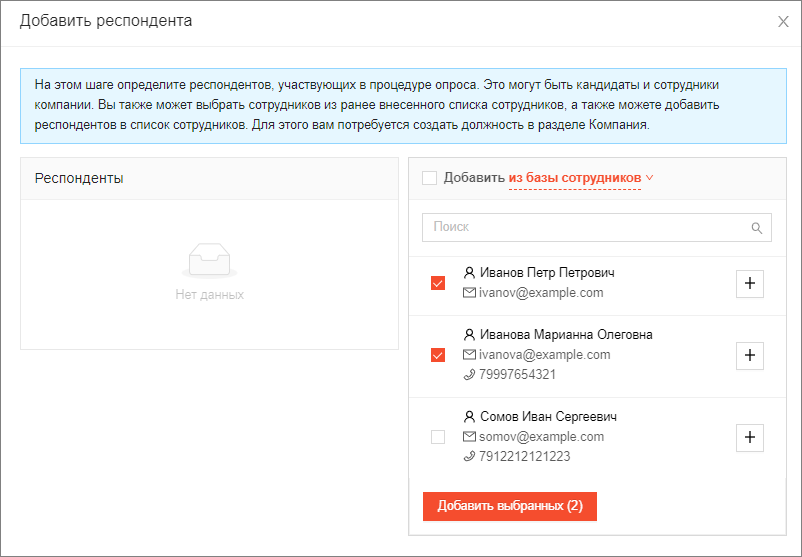 Добавить респондента
На этом шаге определите респондентов, участвующих в процедуре опроса. Это могут быть кандидаты и сотрудники
компании. Вы также может выбрать сотрудников из ранее внесенного списка сотрудников, а также можете добавить
респондентов в список сотрудников. Для этого вам потребуется создать должность в разделе Компания.
Респонденты
Нет данных
Добавить из базы сотрудников
Поиск
Иванов Петр Петрович
ivanov@example.com
Иванова Марианна Олеговна
ivanova@example.com
79997654321
Сомов Иван Сергеевич
somov@example.com
7912212121223
Добавить выбранных (2)